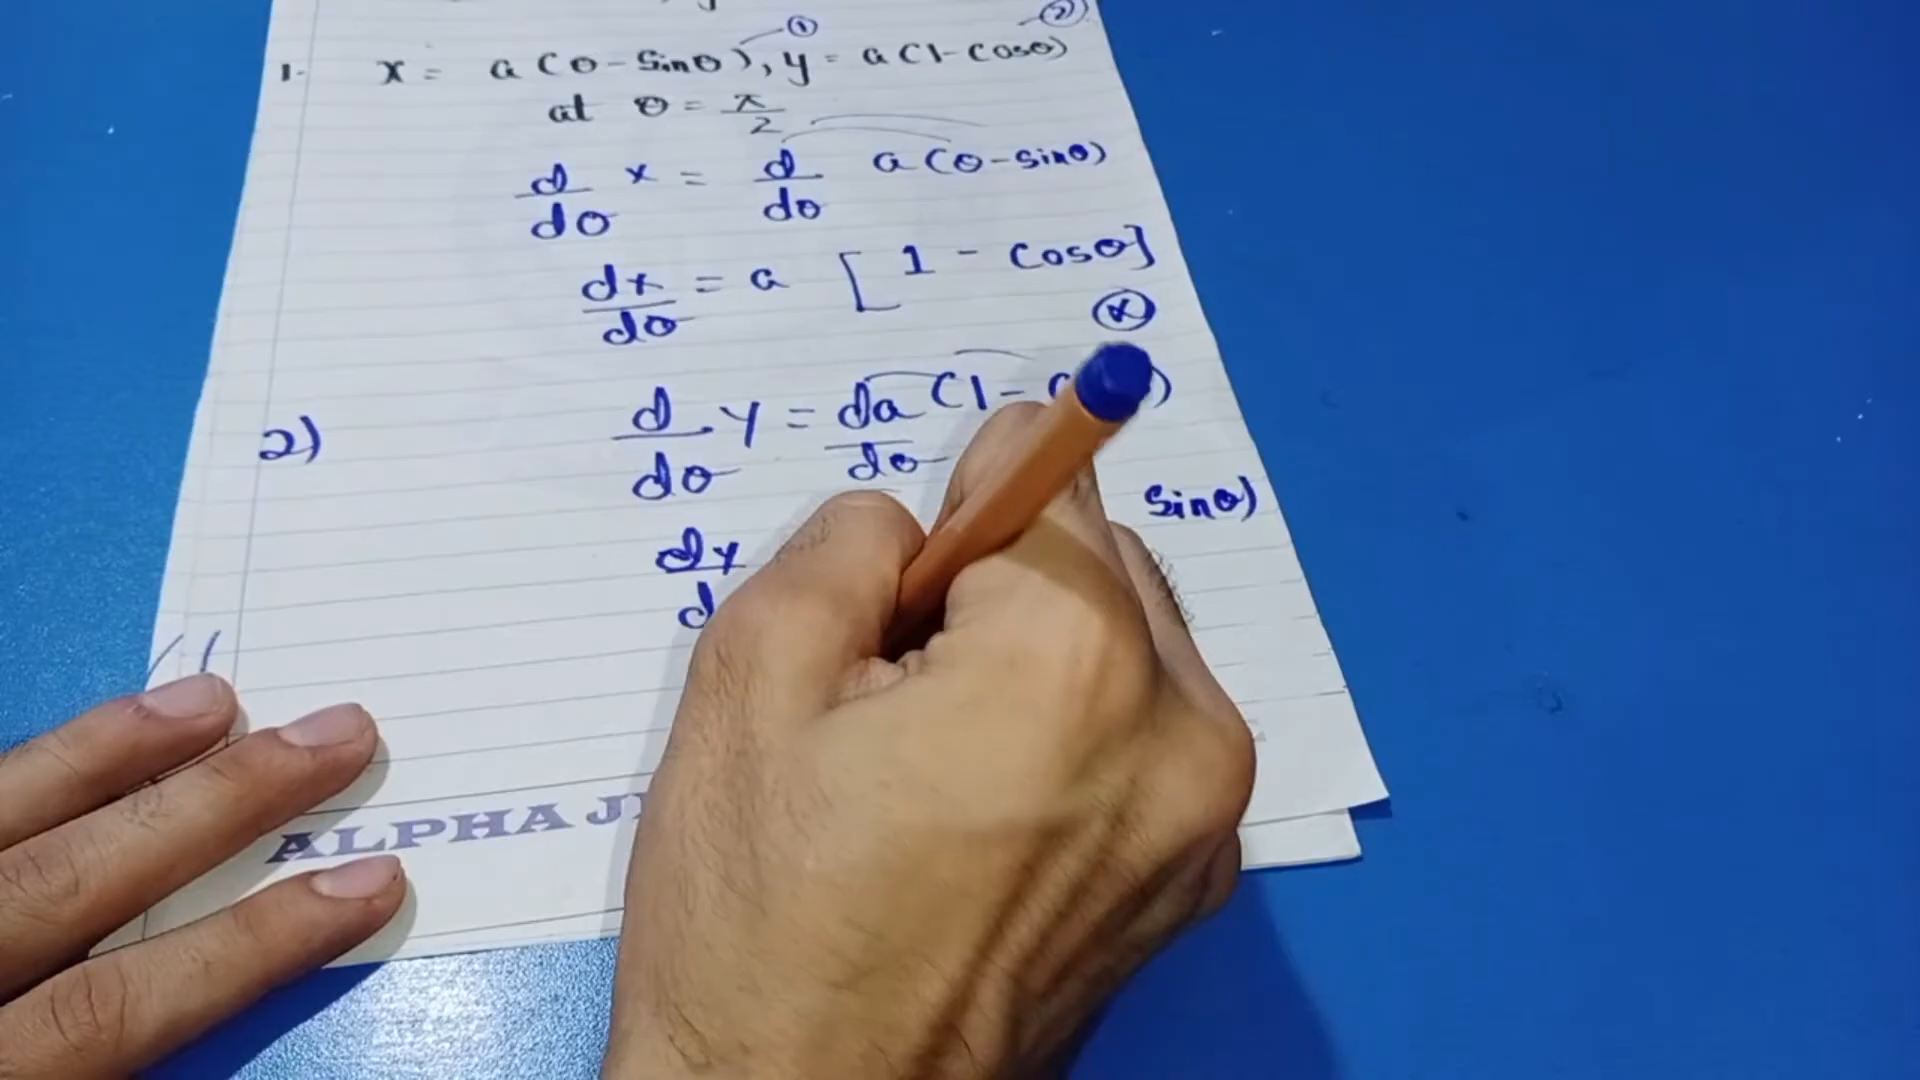 ① ②
1. x = a(θ - Sinθ), y = a(1 - Cosθ)
at θ = π/2
d/dθ x = d/dθ a(θ - sinθ)
dx/dθ = a [1 - Cosθ]
ⓧ
2) d/dθ y = da/dθ (1 -
sinθ)
dy
ALPHA